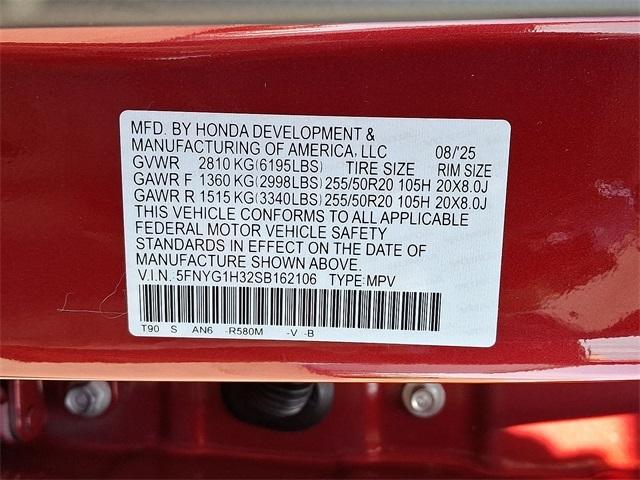 MFD. BY HONDA DEVELOPMENT &
MANUFACTURING OF AMERICA, LLC 08/'25
GVWR 2810 KG(6195LBS) TIRE SIZE RIM SIZE
GAWR F 1360 KG(2998LBS) 255/50R20 105H 20X8.0J
GAWR R 1515 KG(3340LBS) 255/50R20 105H 20X8.0J
THIS VEHICLE CONFORMS TO ALL APPLICABLE
FEDERAL MOTOR VEHICLE SAFETY
STANDARDS IN EFFECT ON THE DATE OF
MANUFACTURE SHOWN ABOVE.
V.I.N. 5FNYG1H32SB162106 TYPE:MPV
T90 S AN6 -R580M -V -B